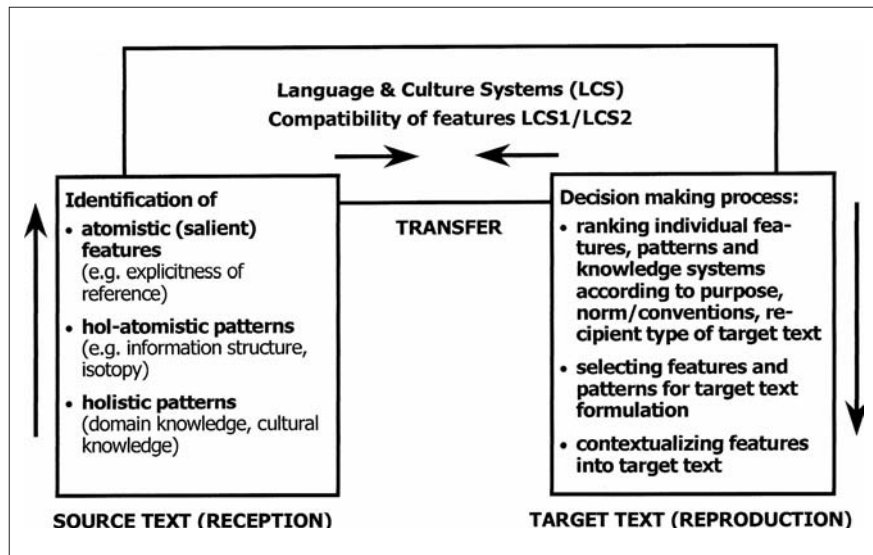 Language & Culture Systems (LCS)
Compatibility of features LCS1/LCS2
Identification of
• atomistic (salient)
features
(e.g. explicitness of
reference)
• hol-atomistic patterns
(e.g. information structure,
isotopy)
• holistic patterns
(domain knowledge, cultural
knowledge)
TRANSFER
Decision making process:
• ranking individual fea-
tures, patterns and
knowledge systems
according to purpose,
norm/conventions, re-
cipient type of target text
• selecting features and
patterns for target text
formulation
• contextualizing features
into target text
SOURCE TEXT (RECEPTION)
TARGET TEXT (REPRODUCTION)